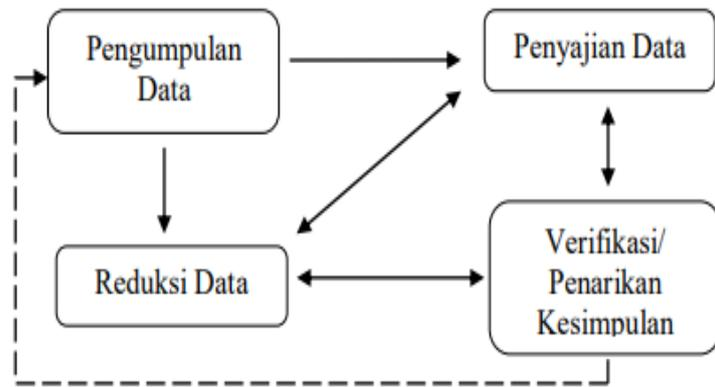 Pengumpulan
Data
Penyajian Data
Reduksi Data
Verifikasi/
Penarikan
Kesimpulan